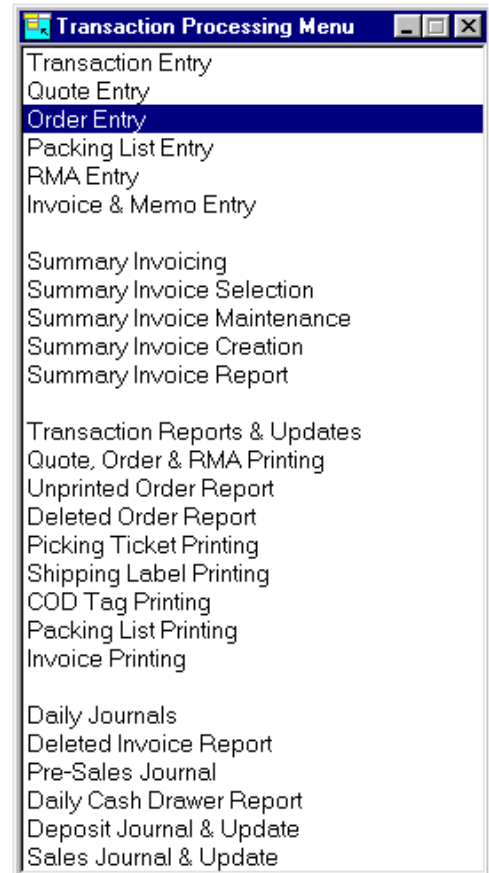 Transaction Processing Menu
Transaction Entry
Quote Entry
Order Entry
Packing List Entry
RMA Entry
Invoice & Memo Entry
Summary Invoicing
Summary Invoice Selection
Summary Invoice Maintenance
Summary Invoice Creation
Summary Invoice Report
Transaction Reports & Updates
Quote, Order & RMA Printing
Unprinted Order Report
Deleted Order Report
Picking Ticket Printing
Shipping Label Printing
COD Tag Printing
Packing List Printing
Invoice Printing
Daily Journals
Deleted Invoice Report
Pre-Sales Journal
Daily Cash Drawer Report
Deposit Journal & Update
Sales Journal & Update